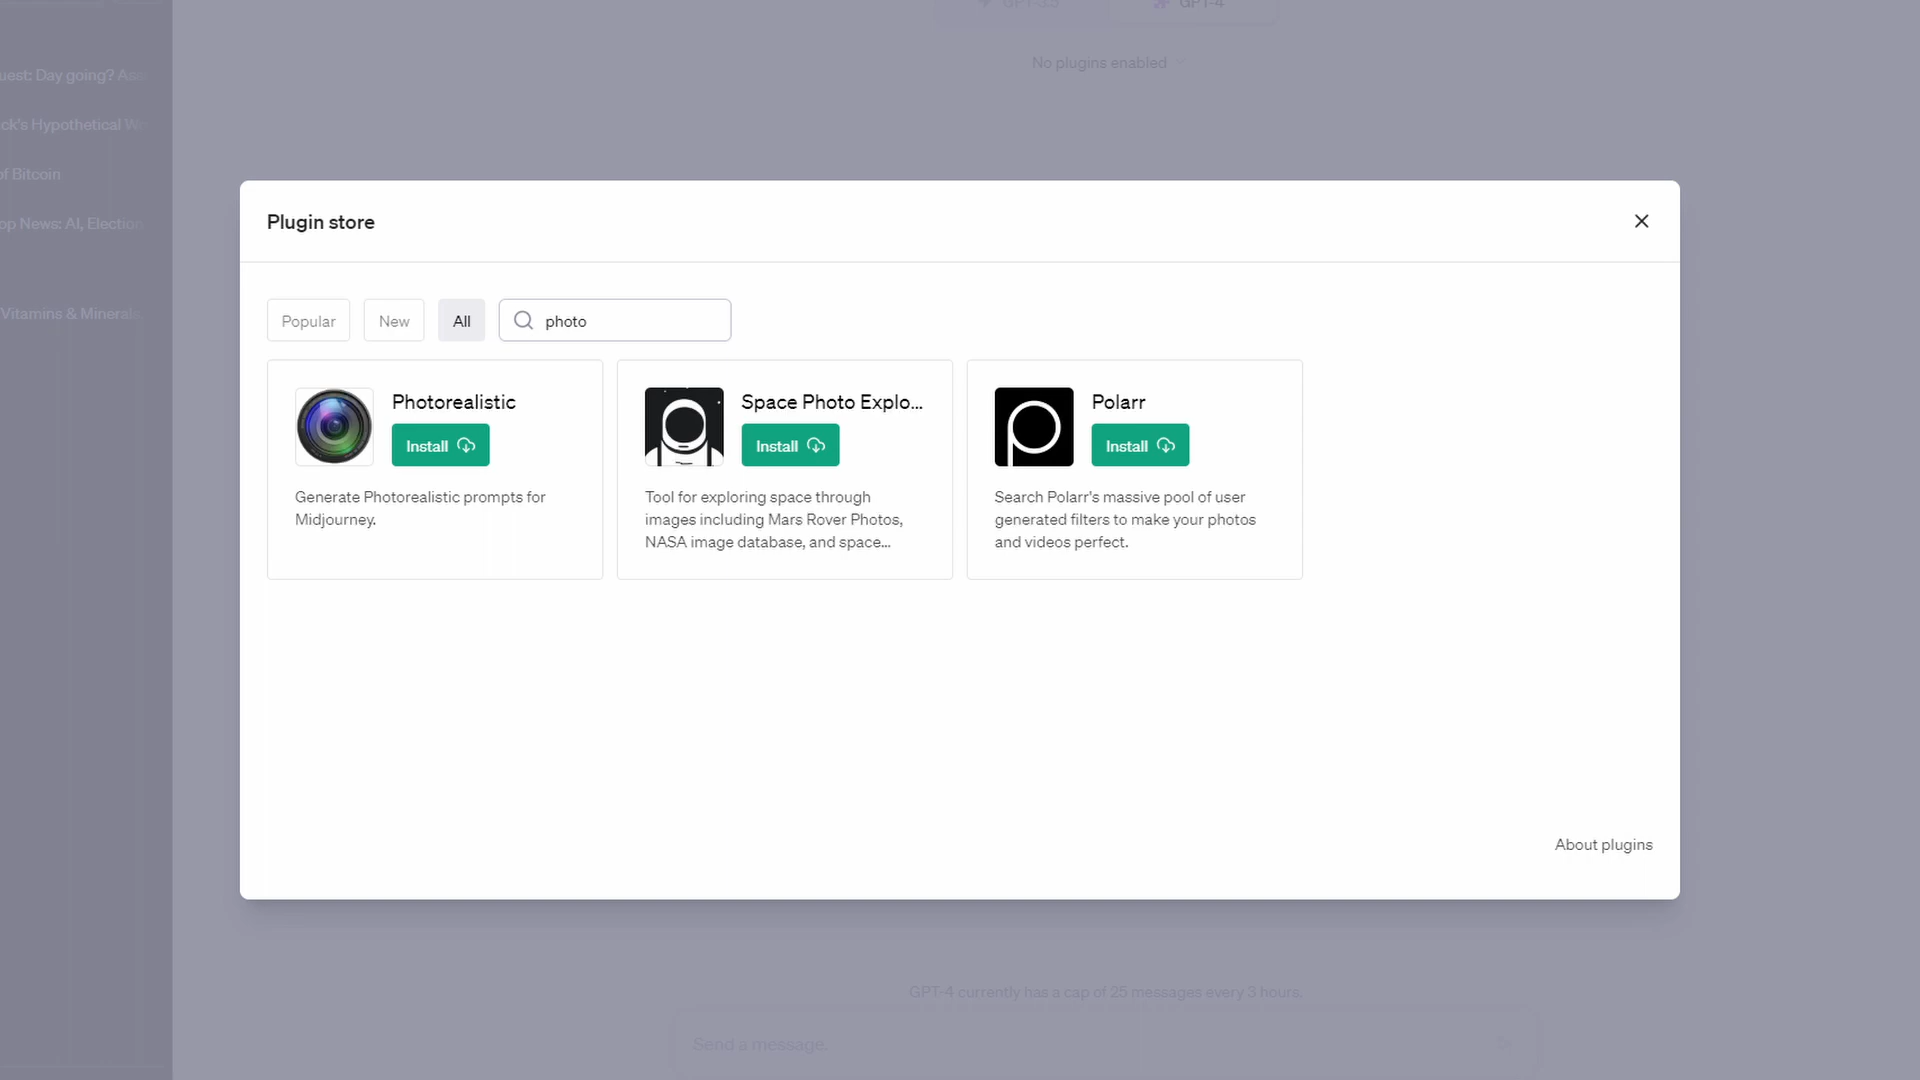 GPT-3.5
GPT-4
No plugins enabled
uest: Day going?
ck's Hypothetical
of Bitcoin
op News: AI, Election
Vitamins & Minerals
Plugin store
Popular
New
All
photo
Photorealistic
Install
Generate Photorealistic prompts for
Midjourney.
Space Photo Explo...
Install
Tool for exploring space through
images including Mars Rover Photos,
NASA image database, and space...
Polarr
Install
Search Polarr's massive pool of user
generated filters to make your photos
and videos perfect.
About plugins
GPT-4 currently has a cap of 25 messages every 3 hours.
Send a message.